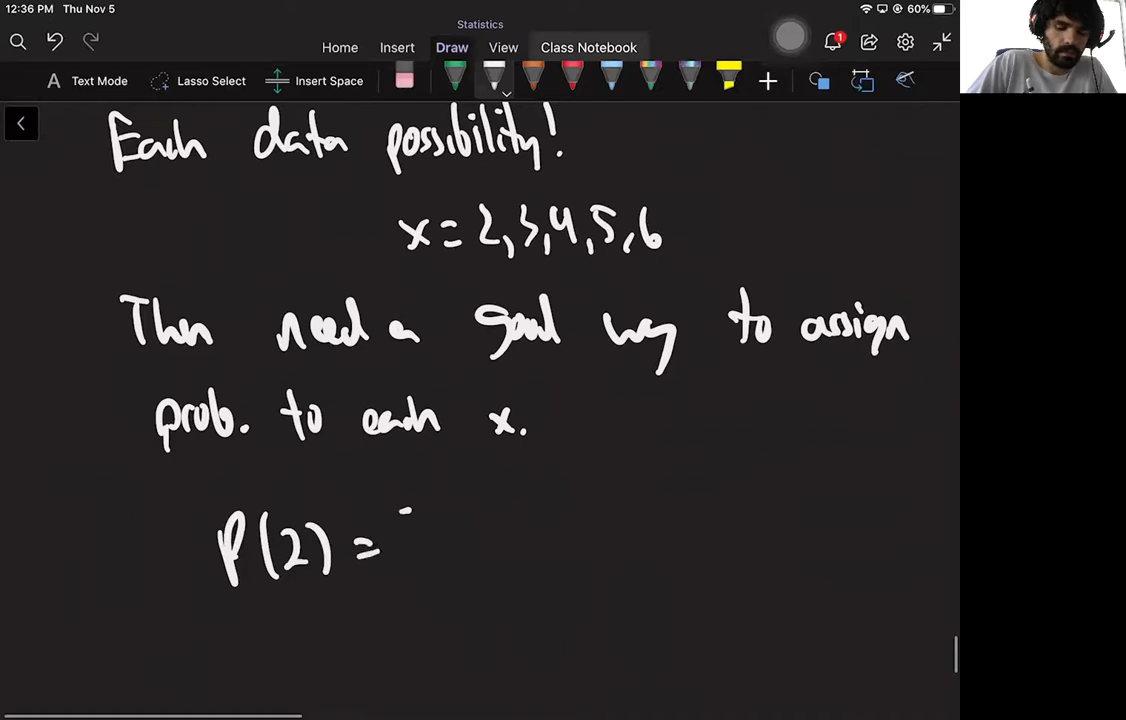 12:36 PM Thu Nov 5
60%
Statistics
Home Insert Draw View Class Notebook
1
Text Mode Lasso Select Insert Space
Each data possibility!
x = 2, 3, 4, 5, 6
Then need a good way to assign
prob. to each x.
P(2) =